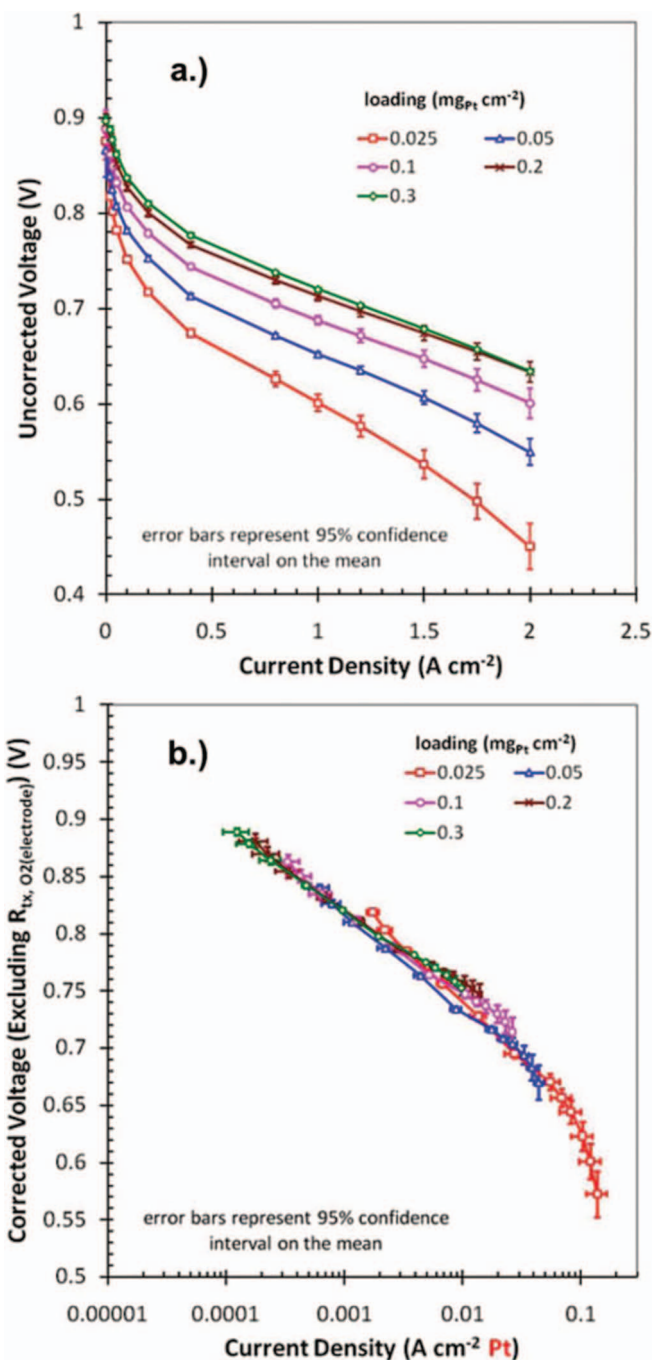 a.)
loading (mgPt cm-2)
0.025 0.05
0.1 0.2
0.3
1
0.9
0.8
0.7
0.6
0.5
0.4
Uncorrected Voltage (V)
error bars represent 95% confidence
interval on the mean
0 0.5 1 1.5 2 2.5
Current Density (A cm-2)
b.)
loading (mgPt cm-2)
0.025 0.05
0.1 0.2
0.3
1
0.95
0.9
0.85
0.8
0.75
0.7
0.65
0.6
0.55
0.5
Corrected Voltage (Excluding Rtx, O2(electrode)) (V)
error bars represent 95% confidence
interval on the mean
0.00001 0.0001 0.001 0.01 0.1
Current Density (A cm-2 Pt)